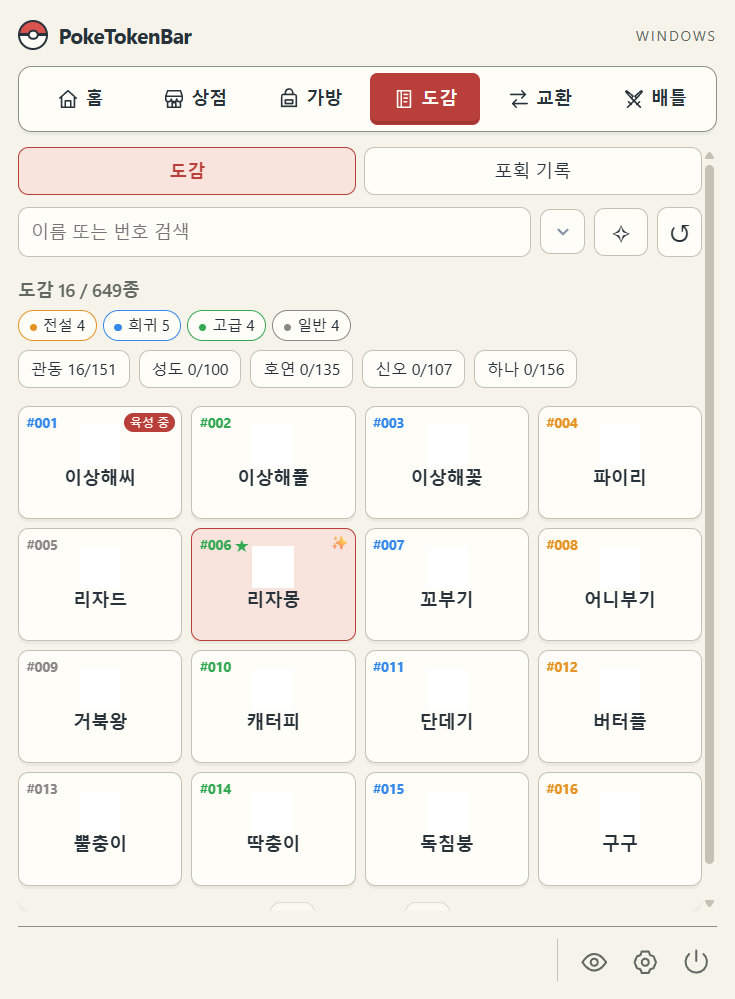 PokeTokenBar
WINDOWS
홈 상점 가방 도감 교환 배틀
도감 포획 기록
이름 또는 번호 검색
도감 16 / 649종
전설 4 희귀 5 고급 4 일반 4
관동 16/151 성도 0/100 호연 0/135 신오 0/107 하나 0/156
#001 육성 중 #002 #003 #004
이상해씨 이상해풀 이상해꽃 파이리
#005 #006 ★ #007 #008
리자드 리자몽 꼬부기 어니부기
#009 #010 #011 #012
거북왕 캐터피 단데기 버터플
#013 #014 #015 #016
뿔충이 딱충이 독침붕 구구